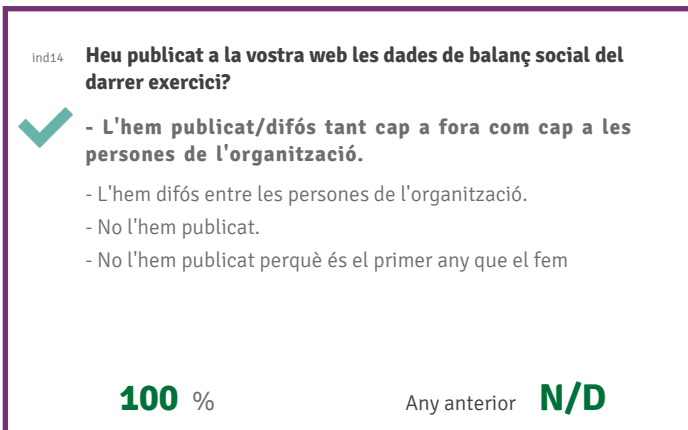 ind14 Heu publicat a la vostra web les dades de balanç social del
darrer exercici?
- L'hem publicat/difós tant cap a fora com cap a les
persones de l'organització.
- L'hem difós entre les persones de l'organització.
- No l'hem publicat.
- No l'hem publicat perquè és el primer any que el fem
100 % Any anterior N/D